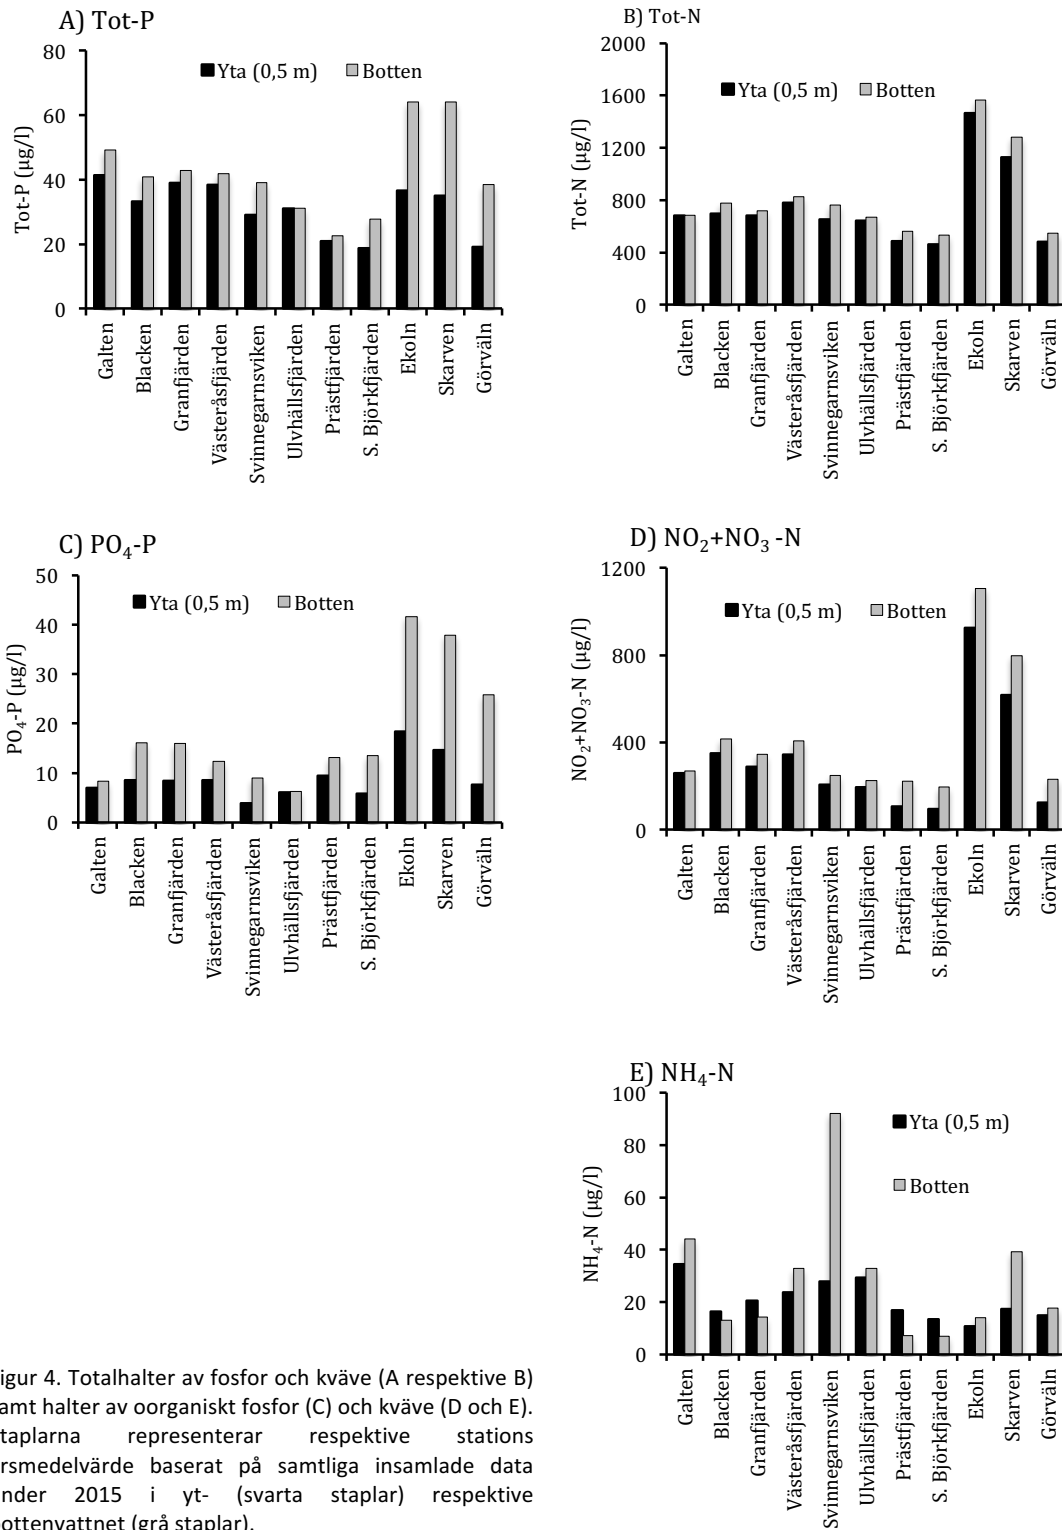 A) Tot-P
80
60
40
20
0
Tot-P (µg/l)
Yta (0,5 m)
Botten
Galten
Blacken
Granfjärden
Västeråsfjärden
Svinnegarnsviken
Ulvhällsfjärden
Prästfjärden
S. Björkfjärden
Ekoln
Skarven
Görväln
B) Tot-N
2000
1600
1200
800
400
0
Tot-N (µg/l)
Yta (0,5 m)
Botten
Galten
Blacken
Granfjärden
Västeråsfjärden
Svinnegarnsviken
Ulvhällsfjärden
Prästfjärden
S. Björkfjärden
Ekoln
Skarven
Görväln
C) PO₄-P
50
40
30
20
10
0
PO₄-P (µg/l)
Yta (0,5 m)
Botten
Galten
Blacken
Granfjärden
Västeråsfjärden
Svinnegarnsviken
Ulvhällsfjärden
Prästfjärden
S. Björkfjärden
Ekoln
Skarven
Görväln
D) NO₂+NO₃ -N
1200
800
400
0
NO₂+NO₃-N (µg/l)
Yta (0,5 m)
Botten
Galten
Blacken
Granfjärden
Västeråsfjärden
Svinnegarnsviken
Ulvhällsfjärden
Prästfjärden
S. Björkfjärden
Ekoln
Skarven
Görväln
E) NH₄-N
100
80
60
40
20
0
NH₄-N (µg/l)
Yta (0,5 m)
Botten
Galten
Blacken
Granfjärden
Västeråsfjärden
Svinnegarnsviken
Ulvhällsfjärden
Prästfjärden
S. Björkfjärden
Ekoln
Skarven
Görväln
igur 4. Totalhalter av fosfor och kväve (A respektive B)
amt halter av oorganiskt fosfor (C) och kväve (D och E).
taplarna representerar respektive stations
rsmedelvärde baserat på samtliga insamlade data
nder 2015 i yt- (svarta staplar) respektive
ottenvattnet (grå staplar).